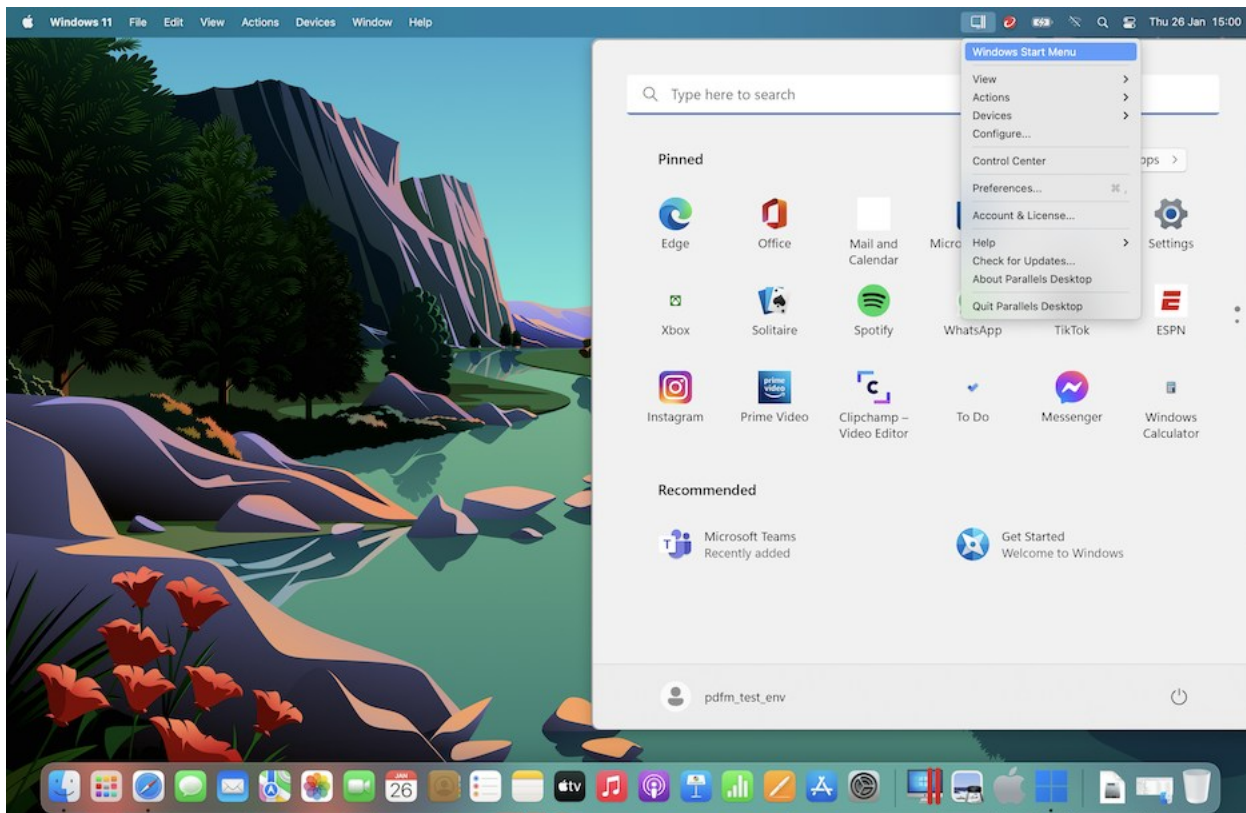 Windows 11 File Edit View Actions Devices Window Help Thu 26 Jan 15:00
Windows Start Menu
View
Actions
Devices
Configure...
Control Center
Preferences... ⌘ ,
Account & License...
Help
Check for Updates...
About Parallels Desktop
Quit Parallels Desktop
Type here to search
Pinned
Edge Office Mail and Settings
Calendar
Xbox Solitaire Spotify WhatsApp TikTok ESPN
prime
video
Instagram Prime Video Clipchamp – To Do Messenger Windows
Video Editor Calculator
Recommended
Microsoft Teams Get Started
Recently added Welcome to Windows
pdfm_test_env
tv
JAN
26